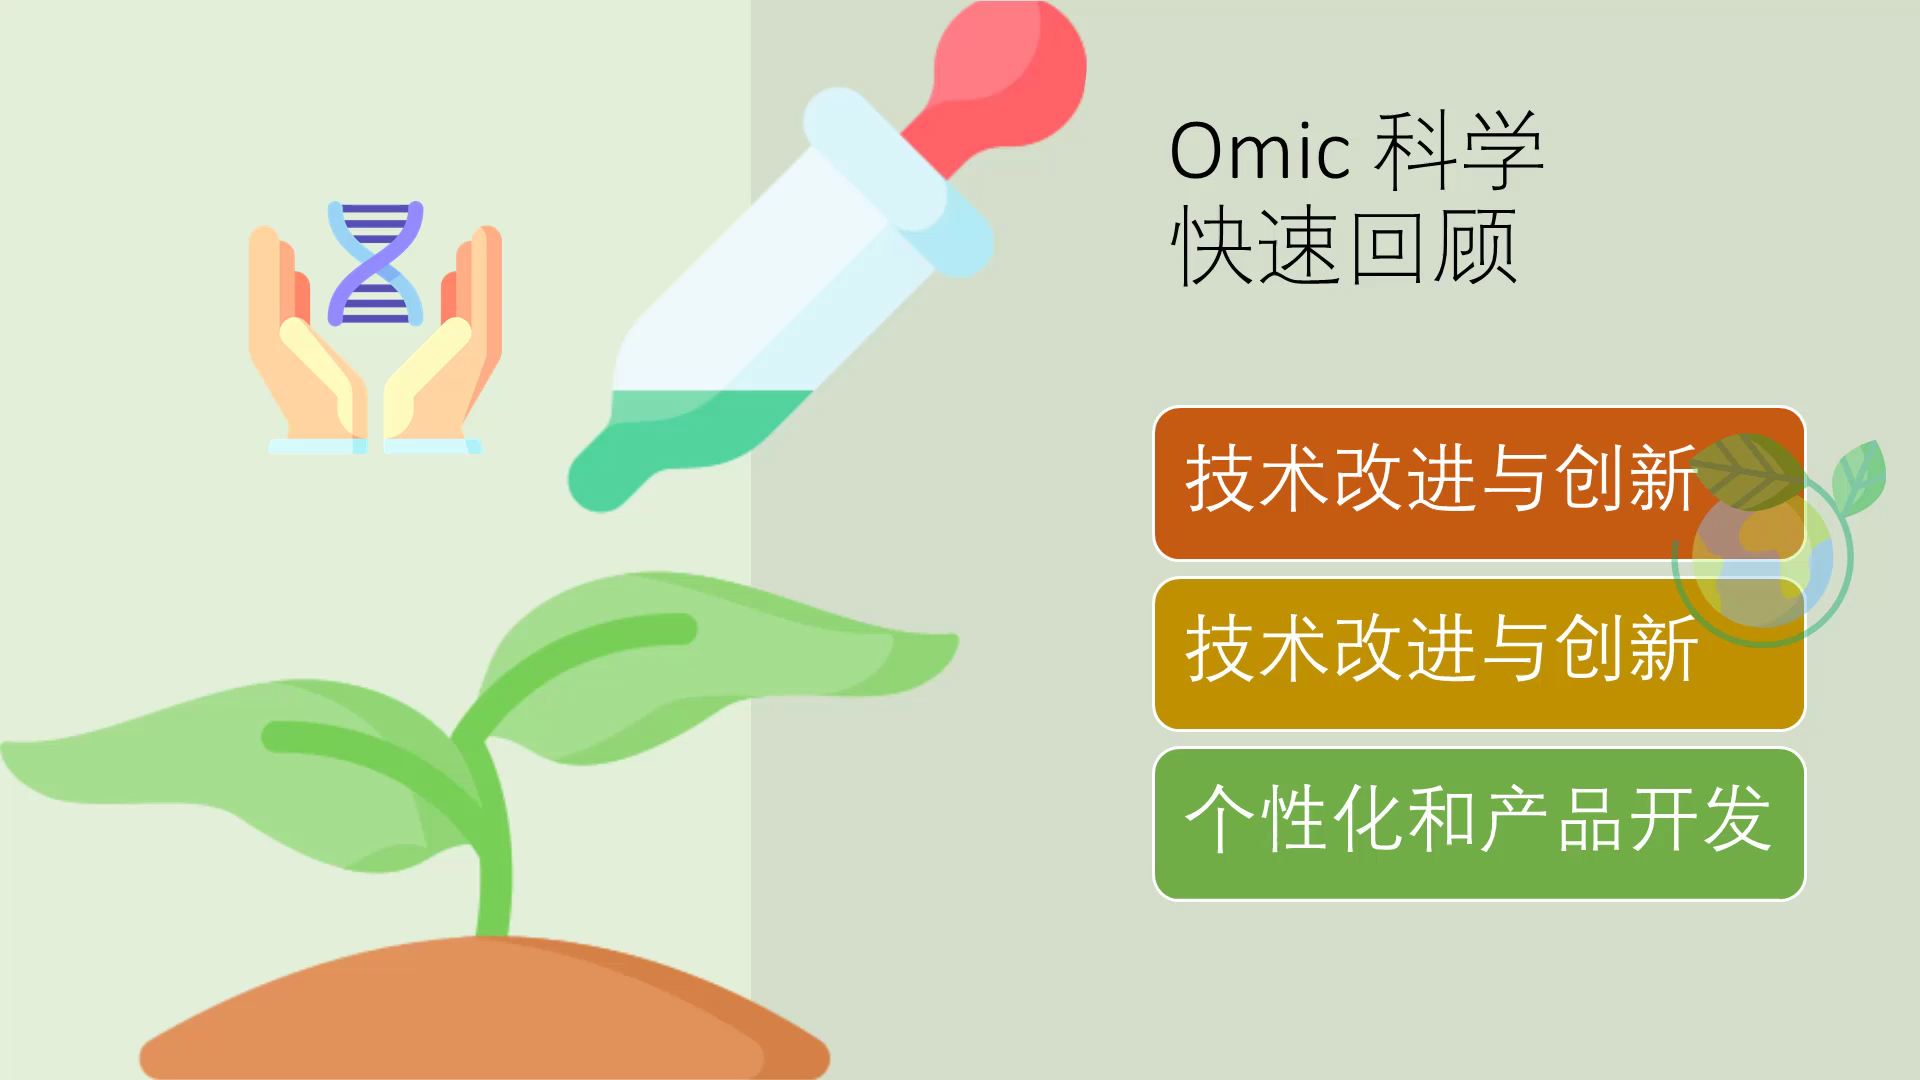 Omic 科学
快速回顾
技术改进与创新
技术改进与创新
个性化和产品开发